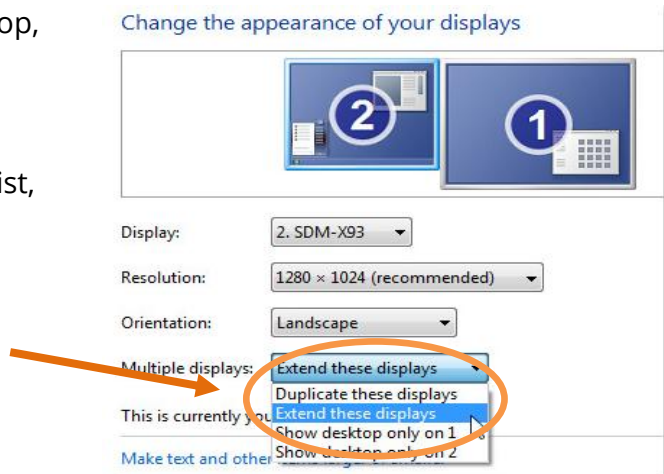 op,
Change the appearance of your displays
2
1
ist,
Display: 2. SDM-X93
Resolution: 1280 × 1024 (recommended)
Orientation: Landscape
Multiple displays: Extend these displays
Duplicate these displays
Extend these displays
This is currently you
Show desktop only on 1
Show desktop only on 2
Make text and other